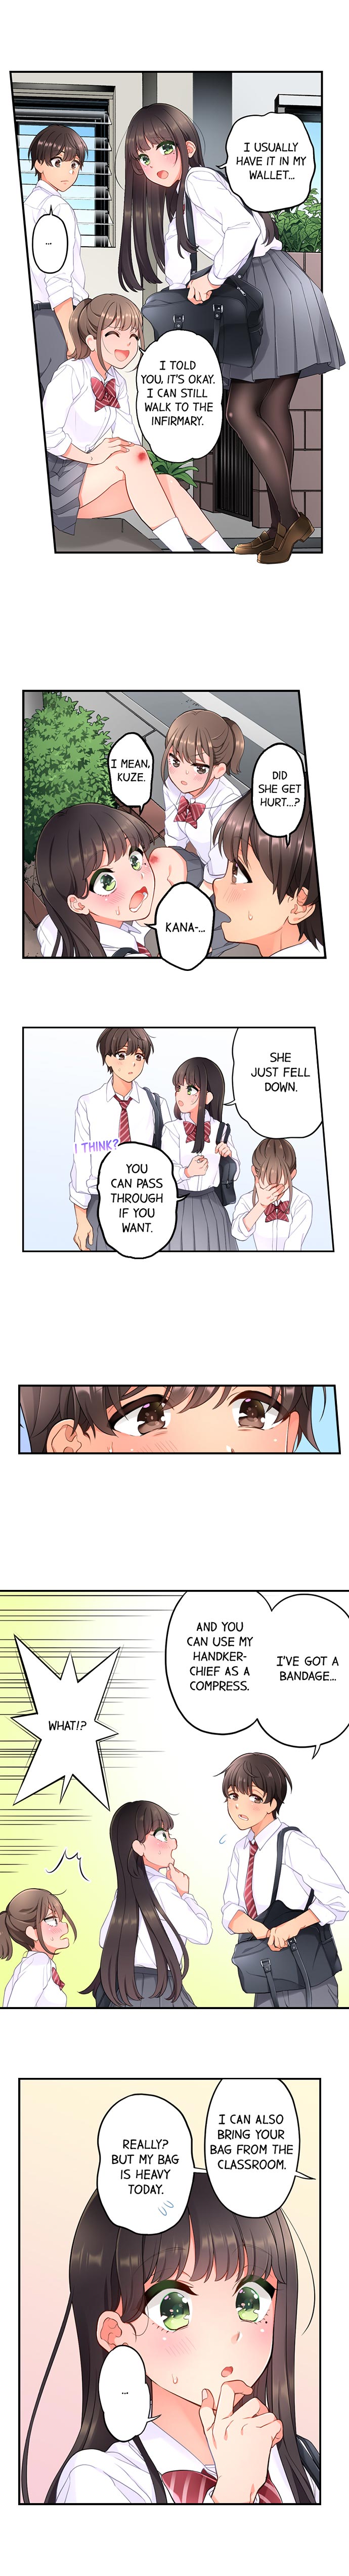 I USUALLY
HAVE IT IN MY
WALLET...
...
I TOLD
YOU, IT'S OKAY.
I CAN STILL
WALK TO THE
INFIRMARY.
I MEAN,
KUZE.
DID
SHE GET
HURT...?
KANA-...
SHE
JUST FELL
DOWN.
I THINK?
YOU
CAN PASS
THROUGH
IF YOU
WANT.
I'VE GOT A
BANDAGE...
AND YOU
CAN USE MY
HANDKER-
CHIEF AS A
COMPRESS.
WHAT!?
I CAN ALSO
BRING YOUR
BAG FROM THE
CLASSROOM.
REALLY?
BUT MY BAG
IS HEAVY
TODAY.
...